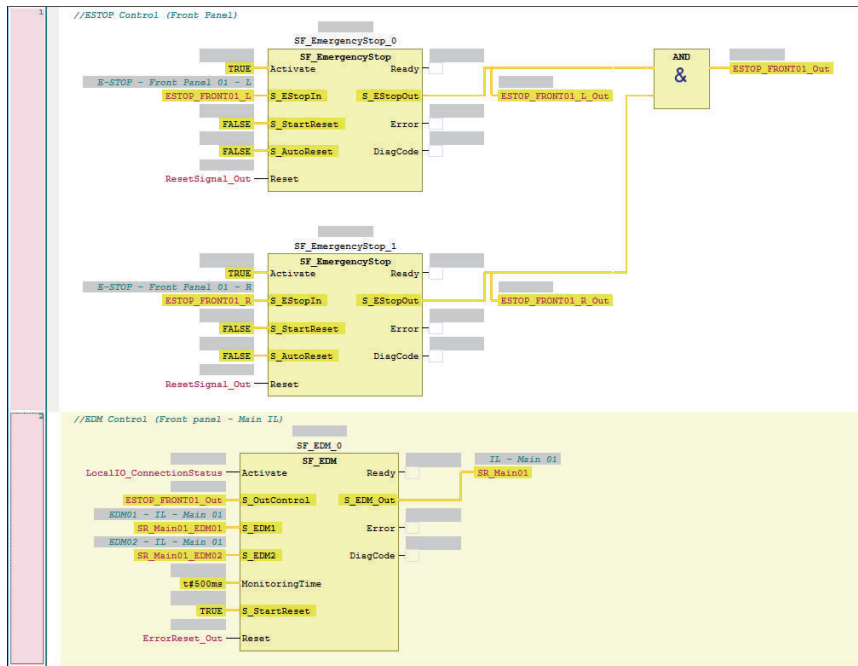 1
//ESTOP Control (Front Panel)
SF_EmergencyStop_0
SF_EmergencyStop
AND
&
TRUE
Activate
Ready
ESTOP_FRONT01_Out
E-STOP - Front Panel 01 - L
ESTOP_FRONT01_L
S_EStopIn
S_EStopOut
ESTOP_FRONT01_L_Out
FALSE
S_StartReset
Error
FALSE
S_AutoReset
DiagCode
ResetSignal_Out
Reset
SF_EmergencyStop_1
SF_EmergencyStop
TRUE
Activate
Ready
E-STOP - Front Panel 01 - R
ESTOP_FRONT01_R
S_EStopIn
S_EStopOut
ESTOP_FRONT01_R_Out
FALSE
S_StartReset
Error
FALSE
S_AutoReset
DiagCode
ResetSignal_Out
Reset
2
//EDM Control (Front panel - Main IL)
SF_EDM_0
SF_EDM
IL - Main 01
LocalIO_ConnectionStatus
Activate
Ready
SR_Main01
ESTOP_FRONT01_Out
S_OutControl
S_EDM_Out
EDM01 - IL - Main 01
SR_Main01_EDM01
S_EDM1
Error
EDM02 - IL - Main 01
SR_Main01_EDM02
S_EDM2
DiagCode
t#500ms
MonitoringTime
TRUE
S_StartReset
ErrorReset_Out
Reset